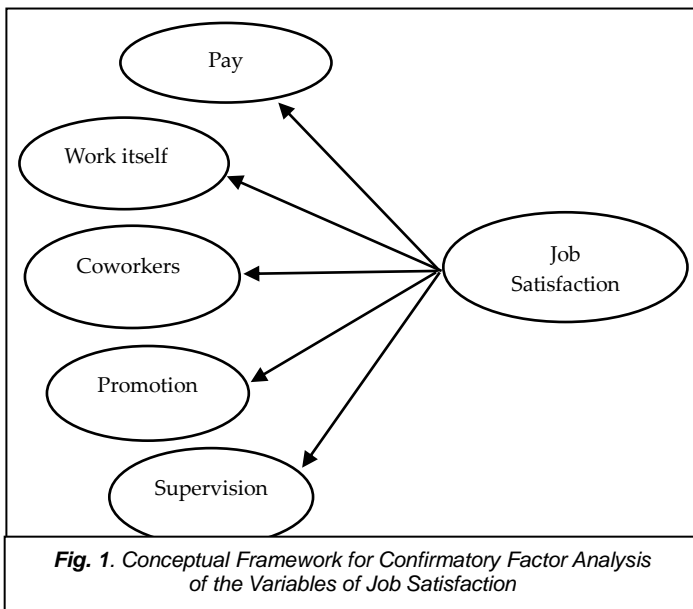 Pay
Work itself
Coworkers
Promotion
Supervision
Job
Satisfaction
Fig. 1. Conceptual Framework for Confirmatory Factor Analysis
of the Variables of Job Satisfaction